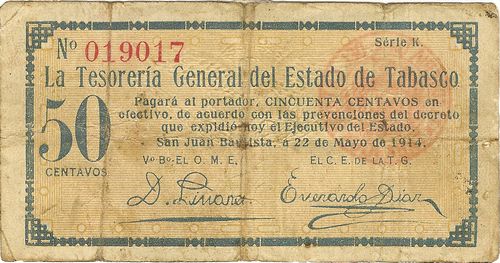 Nº 019017
Série K.
La Tesorería General del Estado de Tabasco
50
CENTAVOS
Pagará al portador, CINCUENTA CENTAVOS en
efectivo, de acuerdo con las prevenciones del decreto
que expidió hoy el Ejecutivo del Estado.
San Juan Bautista, á 22 de Mayo de 1914.
Vº Bº EL O. M. E.
EL C. E. DE LA T. G.
Everardo Díaz